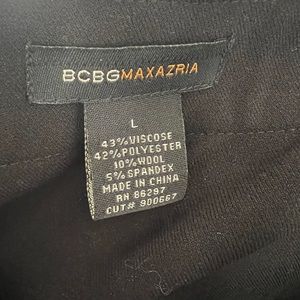 BCBGMAXAZRIA
L
43%VISCOSE
42%POLYESTER
10%WOOL
5%SPANDEX
MADE IN CHINA
RN 86297
CUT# 900667